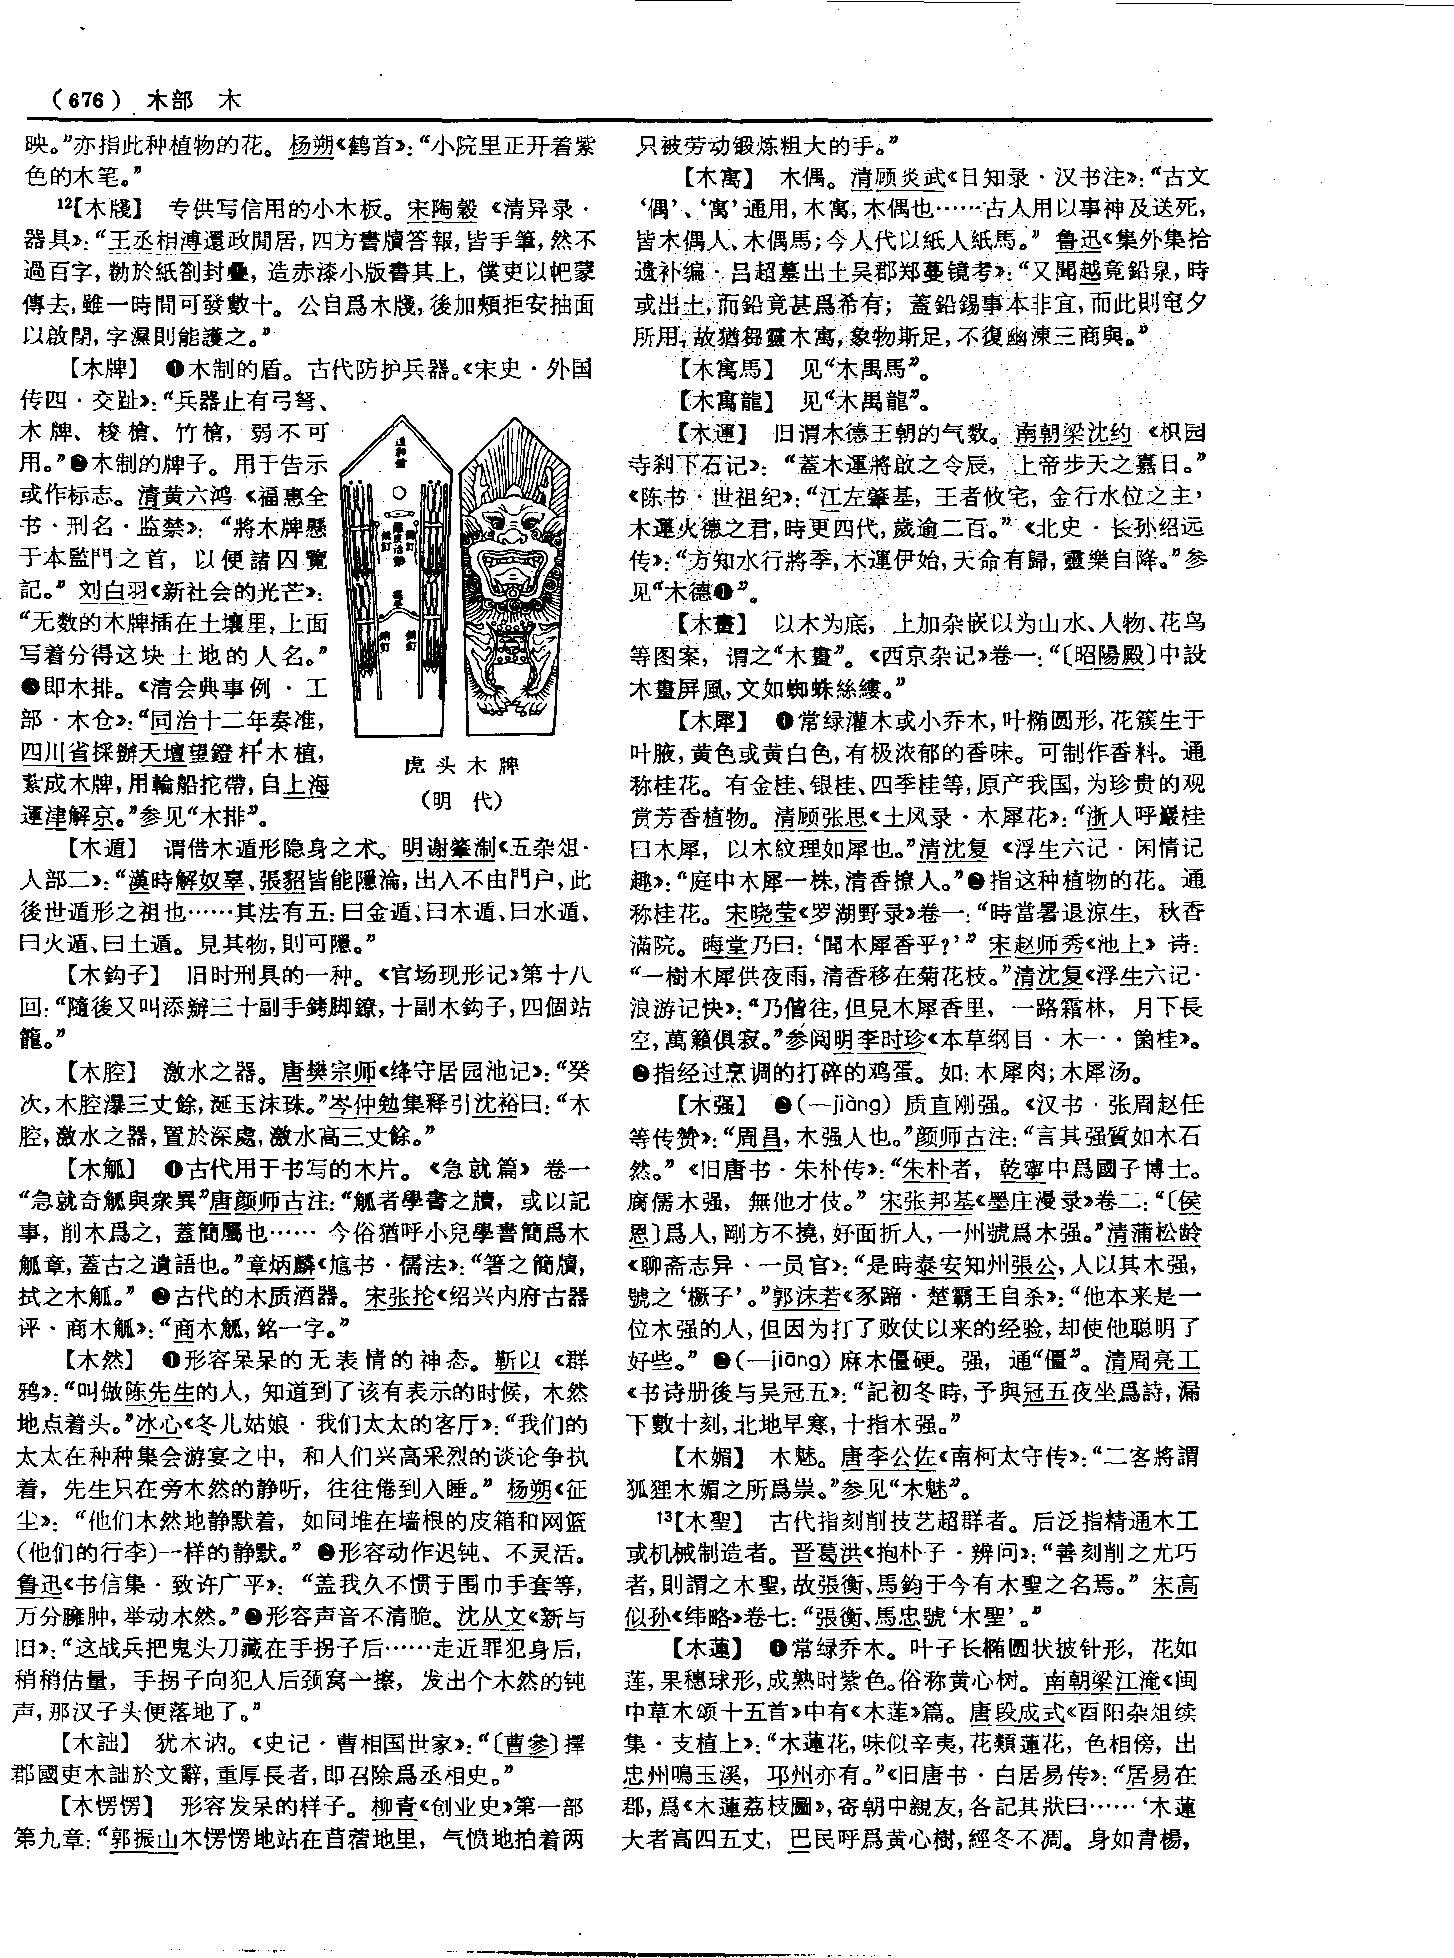 （676） 木部 木
映。”亦指此种植物的花。杨朔《鹤首》：“小院里正开着紫
色的木笔。”
12【木牋】 专供写信用的小木板。宋陶穀《清异录·
器具》：“王丞相溥還政閒居，四方書牘答報，皆手筆，然不
過百字，勘於紙劄封疊，造赤漆小版書其上，僕吏以帊蒙
傳去，雖一時間可發數十。公自爲木牋，後加頰拒安抽面
以啟閉，字濕則能護之。”
【木牌】 ❶木制的盾。古代防护兵器。《宋史·外国
传四·交趾》：“兵器止有弓弩、
木牌、梭槍、竹槍，弱不可
用。”❷木制的牌子。用于告示
或作标志。清黄六鸿《福惠全
书·刑名·监禁》：“將木牌懸
于本監門之首，以便諸囚覽
記。”刘白羽《新社会的光芒》：
“无数的木牌插在土壤里，上面
写着分得这块土地的人名。”
❸即木排。《清会典事例·工
部·木仓》：“同治十二年奏准，
四川省採辦天壇望鐙杆木植，
紮成木牌，用輪船拕帶，自上海
運津解京。”参见“木排”。
虎头木牌
（明 代）
【木遁】 谓借木遁形隐身之术。明谢肇淛《五杂俎·
人部二》：“漢時解奴辜、張貂皆能隱淪，出入不由門户，此
後世遁形之祖也……其法有五：曰金遁、曰木遁、曰水遁、
曰火遁、曰土遁。見其物，則可隱。”
【木鈎子】 旧时刑具的一种。《官场现形记》第十八
回：“隨後又叫添辦三十副手銬脚鐐，十副木鈎子，四個站
籠。”
【木腔】 激水之器。唐樊宗师《绛守居园池记》：“癸
次，木腔瀑三丈餘，涎玉沫珠。”岑仲勉集释引沈裕曰：“木
腔，激水之器，置於深處，激水高三丈餘。”
【木觚】 ❶古代用于书写的木片。《急就篇》卷一
“急就奇觚與衆異”唐颜师古注：“觚者學書之牘，或以記
事，削木爲之，蓋簡屬也……今俗猶呼小兒學書簡爲木
觚章，蓋古之遺語也。”章炳麟《訄书·儒法》：“箸之簡牘，
拭之木觚。”❷古代的木质酒器。宋张抡《绍兴内府古器
评·商木觚》：“商木觚，銘一字。”
【木然】 ❶形容呆呆的无表情的神态。靳以《群
鸦》：“叫做陈先生的人，知道到了该有表示的时候，木然
地点着头。”冰心《冬儿姑娘·我们太太的客厅》：“我们的
太太在种种集会游宴之中，和人们兴高采烈的谈论争执
着，先生只在旁木然的静听，往往倦到入睡。”杨朔《征
尘》：“他们木然地静默着，如同堆在墙根的皮箱和网篮
（他们的行李）一样的静默。”❷形容动作迟钝、不灵活。
鲁迅《书信集·致许广平》：“盖我久不惯于围巾手套等，
万分臃肿，举动木然。”❸形容声音不清脆。沈从文《新与
旧》：“这战兵把鬼头刀藏在手拐子后……走近罪犯身后，
稍稍估量，手拐子向犯人后颈窝一擦，发出个木然的钝
声，那汉子头便落地了。”
【木詘】 犹木讷。《史记·曹相国世家》：“〔曹參〕擇
郡國吏木詘於文辭，重厚長者，即召除爲丞相史。”
【木愣愣】 形容发呆的样子。柳青《创业史》第一部
第九章：“郭振山木愣愣地站在苜蓿地里，气愤地拍着两
只被劳动锻炼粗大的手。”
【木寓】 木偶。清顾炎武《日知录·汉书注》：“古文
‘偶’、‘寓’通用，木寓，木偶也……古人用以事神及送死，
皆木偶人、木偶馬；今人代以紙人紙馬。”鲁迅《集外集拾
遗补编·吕超墓出土吴郡郑蔓镜考》：“又聞越竟鉛泉，時
或出土，而鉛竟甚爲希有；蓋鉛錫事本非宜，而此則窀夕
所用，故猶芻靈木寓，象物斯足，不復幽湅三商與。”
【木寓馬】 见“木禺馬”。
【木寓龍】 见“木禺龍”。
【木運】 旧谓木德王朝的气数。南朝梁沈约《枳园
寺刹下石记》：“蓋木運將啟之令辰，上帝步天之嘉日。”
《陈书·世祖纪》：“江左肇基，王者攸宅，金行水位之主，
木運火德之君，時更四代，歲逾二百。”《北史·长孙绍远
传》：“方知水行將季，木運伊始，天命有歸，靈樂自降。”参
见“木德❶”。
【木畫】 以木为底，上加杂嵌以为山水、人物、花鸟
等图案，谓之“木畫”。《西京杂记》卷一：“〔昭陽殿〕中設
木畫屏風，文如蜘蛛絲縷。”
【木犀】 ❶常绿灌木或小乔木，叶椭圆形，花簇生于
叶腋，黄色或黄白色，有极浓郁的香味。可制作香料。通
称桂花。有金桂、银桂、四季桂等，原产我国，为珍贵的观
赏芳香植物。清顾张思《土风录·木犀花》：“浙人呼巖桂
曰木犀，以木紋理如犀也。”清沈复《浮生六记·闲情记
趣》：“庭中木犀一株，清香撩人。”❷指这种植物的花。通
称桂花。宋晓莹《罗湖野录》卷一：“時當暑退涼生，秋香
滿院。晦堂乃曰：‘聞木犀香乎？’”宋赵师秀《池上》诗：
“一樹木犀供夜雨，清香移在菊花枝。”清沈复《浮生六记·
浪游记快》：“乃偕往，但見木犀香里，一路霜林，月下長
空，萬籟俱寂。”参阅明李时珍《本草纲目·木一·箘桂》。
❸指经过烹调的打碎的鸡蛋。如：木犀肉；木犀汤。
【木强】 ❶（—jiàng）质直刚强。《汉书·张周赵任
等传赞》：“周昌，木强人也。”颜师古注：“言其强質如木石
然。”《旧唐书·朱朴传》：“朱朴者，乾寧中爲國子博士。
腐儒木强，無他才伎。”宋张邦基《墨庄漫录》卷二：“〔侯
恩〕爲人，剛方不撓，好面折人，一州號爲木强。”清蒲松龄
《聊斋志异·一员官》：“是時泰安知州張公，人以其木强，
號之‘橛子’。”郭沫若《豕蹄·楚霸王自杀》：“他本来是一
位木强的人，但因为打了败仗以来的经验，却使他聪明了
好些。”❷（—jiāng）麻木僵硬。强，通“僵”。清周亮工
《书诗册後与吴冠五》：“記初冬時，予與冠五夜坐爲詩，漏
下數十刻，北地早寒，十指木强。”
【木媚】 木魅。唐李公佐《南柯太守传》：“二客將謂
狐狸木媚之所爲祟。”参见“木魅”。
13【木聖】 古代指刻削技艺超群者。后泛指精通木工
或机械制造者。晋葛洪《抱朴子·辨问》：“善刻削之尤巧
者，則謂之木聖，故張衡、馬鈞于今有木聖之名焉。”宋高
似孙《纬略》卷七：“張衡、馬忠號‘木聖’。”
【木蓮】 ❶常绿乔木。叶子长椭圆状披针形，花如
莲，果穗球形，成熟时紫色。俗称黄心树。南朝梁江淹《闽
中草木颂十五首》中有《木莲》篇。唐段成式《酉阳杂俎续
集·支植上》：“木蓮花，味似辛夷，花類蓮花，色相傍，出
忠州鳴玉溪，邛州亦有。”《旧唐书·白居易传》：“居易在
郡，爲《木蓮荔枝圖》，寄朝中親友，各記其狀曰……‘木蓮
大者高四五丈，巴民呼爲黄心樹，經冬不凋。身如青楊，